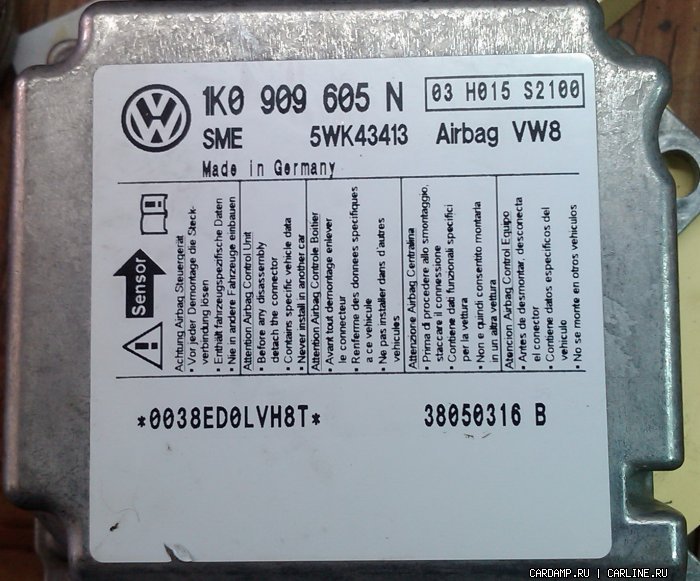 1K0 909 605 N
03 H015 S2100
SME 5WK43413 Airbag VW8
Made in Germany
Sensor
Achtung Airbag Steuergerät
• Vor jeder Demontage die Steck-
verbindung lösen
• Enthält fahrzeugspezifische Daten
• Nie in andere Fahrzeuge einbauen
Attention Airbag Control Unit
• Before any disassembly
detach the connector
• Contains specific vehicle data
• Never install in another car
Attention Airbag Controle Boitier
• Avant tout demontage enlever
le connecteur
• Renferme des donnees specifiques
a ce vehicule
• Ne pas installer dans d'autres
vehicules
Attenzione Airbag Centralina
• Prima di procedere allo smontaggio,
staccare il connessione
• Contiene dati funzionali specifici
per la vettura
• Non e quindi consentito montarla
in un altra vettura
Atencion Airbag Control Equipo
• Antes de desmontar, desconecta
el conector
• Contiene datos especificos del
vehiculo
• No se monte en otros vehiculos
*0038ED0LVH8T* 38050316 B
CARDAMP.RU | CARLINE.RU